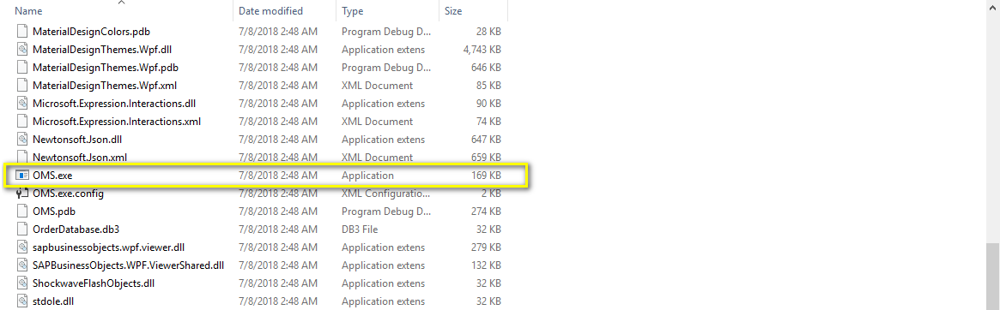 Name Date modified Type Size
MaterialDesignColors.pdb 7/8/2018 2:48 AM Program Debug D... 28 KB
MaterialDesignThemes.Wpf.dll 7/8/2018 2:48 AM Application extens 4,743 KB
MaterialDesignThemes.Wpf.pdb 7/8/2018 2:48 AM Program Debug D... 646 KB
MaterialDesignThemes.Wpf.xml 7/8/2018 2:48 AM XML Document 85 KB
Microsoft.Expression.Interactions.dll 7/8/2018 2:48 AM Application extens 90 KB
Microsoft.Expression.Interactions.xml 7/8/2018 2:48 AM XML Document 74 KB
Newtonsoft.Json.dll 7/8/2018 2:48 AM Application extens 647 KB
Newtonsoft.Json.xml 7/8/2018 2:48 AM XML Document 659 KB
OMS.exe 7/8/2018 2:48 AM Application 169 KB
OMS.exe.config 7/8/2018 2:48 AM XML Configuratio... 2 KB
OMS.pdb 7/8/2018 2:48 AM Program Debug D... 274 KB
OrderDatabase.db3 7/8/2018 2:48 AM DB3 File 32 KB
sapbusinessobjects.wpf.viewer.dll 7/8/2018 2:48 AM Application extens 279 KB
SAPBusinessObjects.WPF.ViewerShared.dll 7/8/2018 2:48 AM Application extens 132 KB
ShockwaveFlashObjects.dll 7/8/2018 2:48 AM Application extens 32 KB
stdole.dll 7/8/2018 2:48 AM Application extens 32 KB